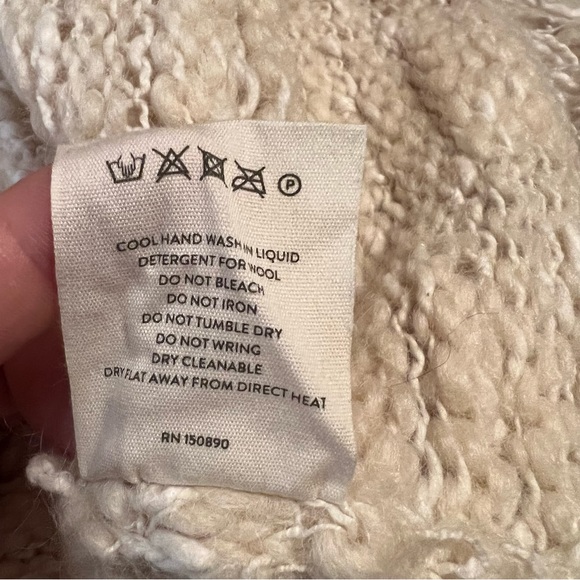 P
COOL HAND WASH IN LIQUID
DETERGENT FOR WOOL
DO NOT BLEACH
DO NOT IRON
DO NOT TUMBLE DRY
DO NOT WRING
DRY CLEANABLE
DRY FLAT AWAY FROM DIRECT HEAT
RN 150890